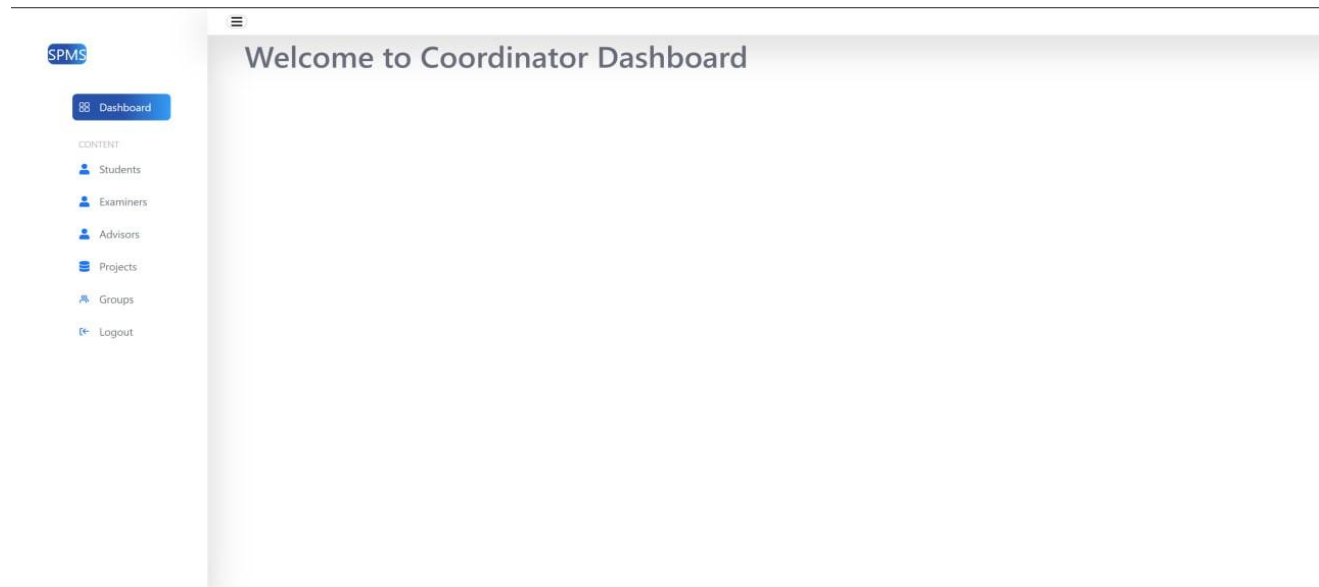 SPMS
Welcome to Coordinator Dashboard
Dashboard
CONTENT
Students
Examiners
Advisors
Projects
Groups
Logout